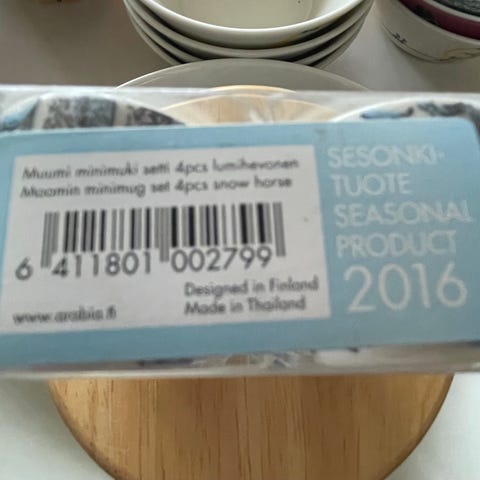 Muumi minimuki setti 4pcs lumihevonen
Moomin minimug set 4pcs snow horse
6 411801 002799
Designed in Finland
Made in Thailand
www.arabia.fi
SESONKI-
TUOTE
SEASONAL
PRODUCT
2016